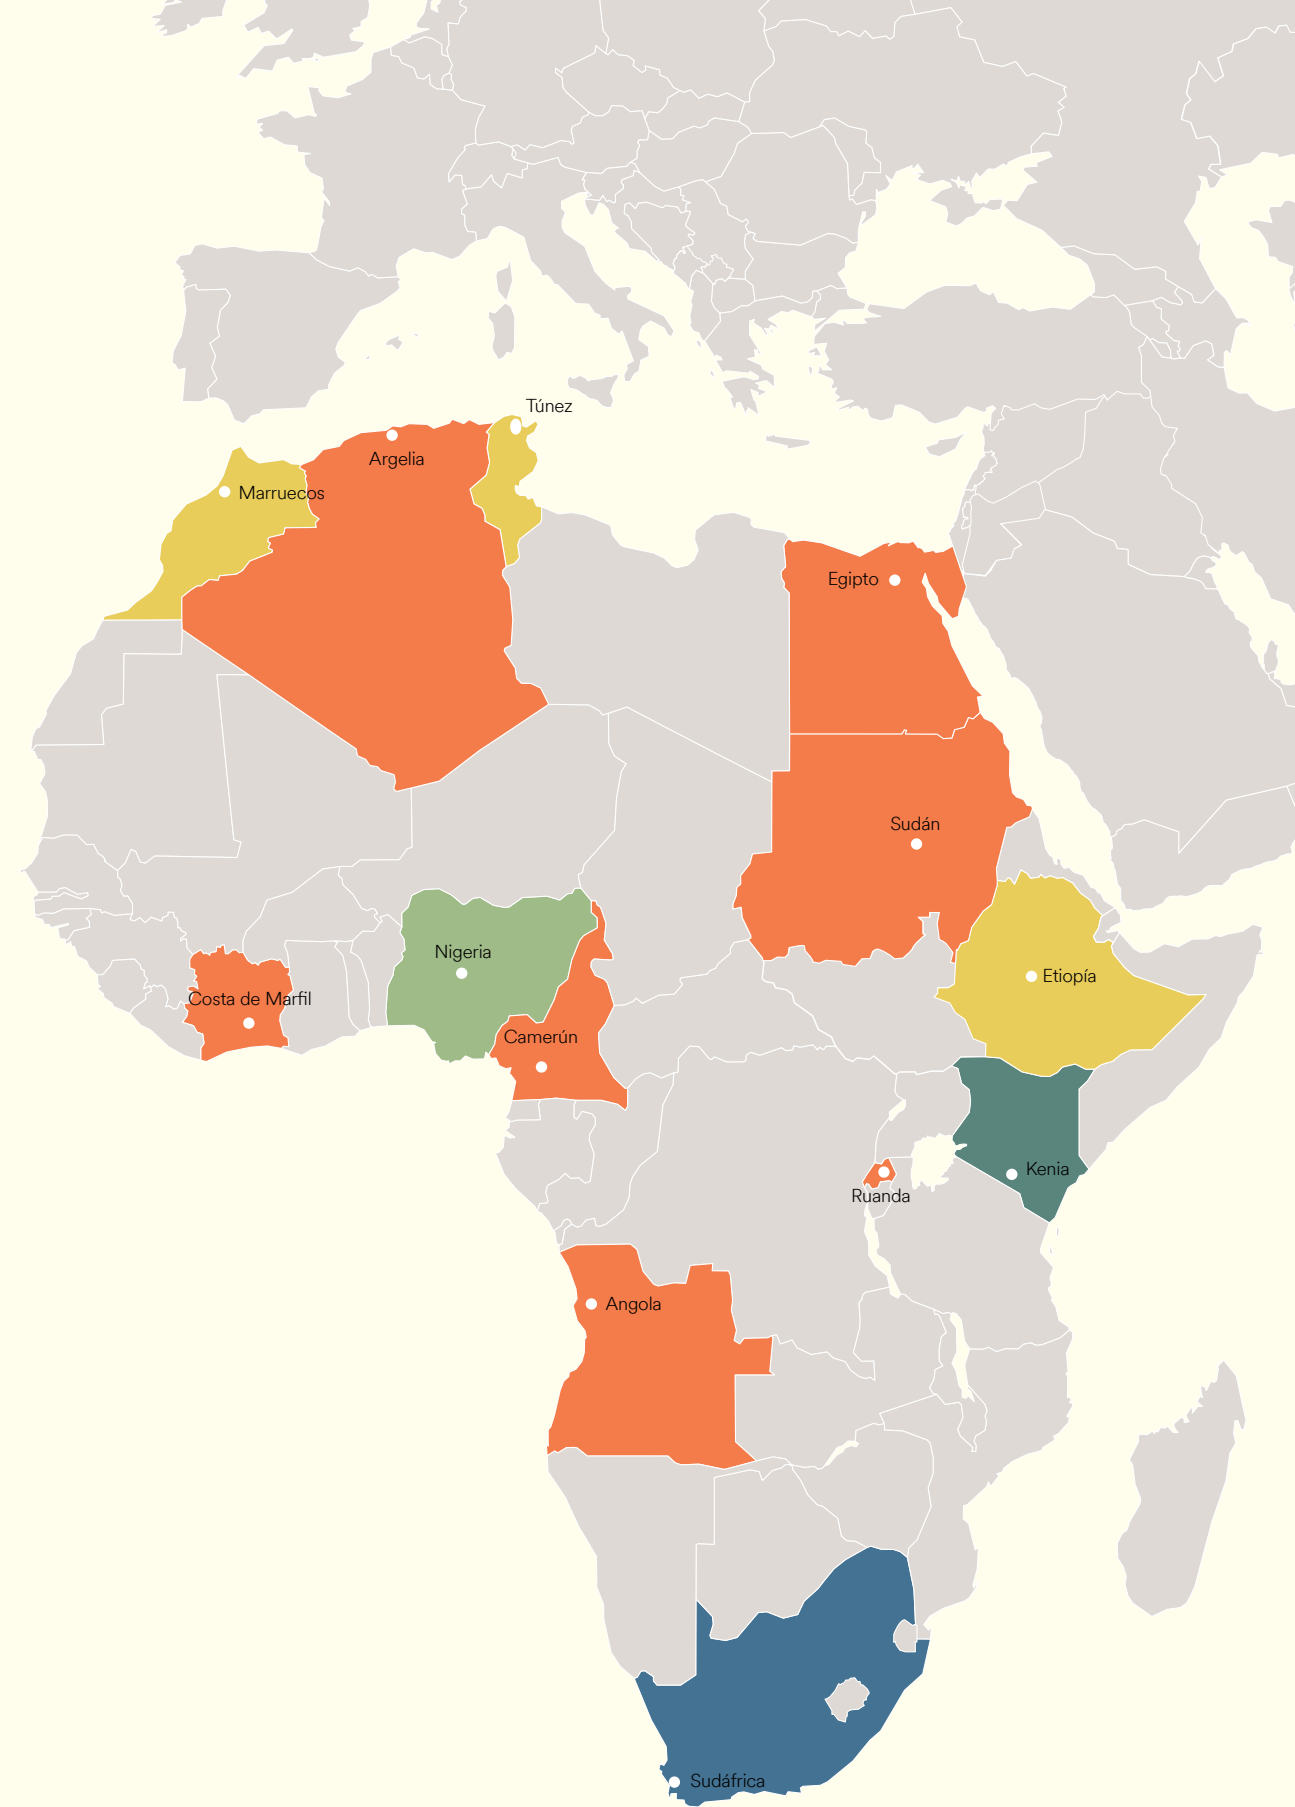 Túnez
Argelia
Marruecos
Egipto
Sudán
Nigeria
Etiopía
Costa de Marfil
Camerún
Kenia
Ruanda
Angola
Sudáfrica